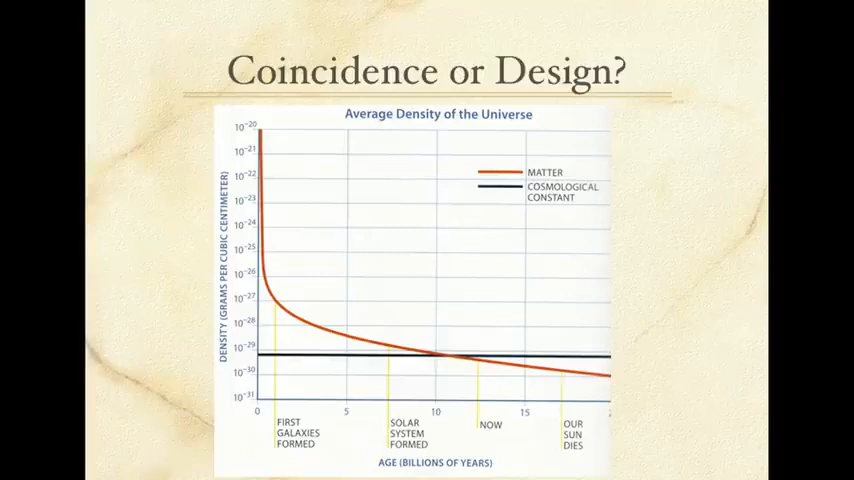 Coincidence or Design?
Average Density of the Universe
10⁻²⁰
10⁻²¹
10⁻²²
10⁻²³
10⁻²⁴
10⁻²⁵
10⁻²⁶
10⁻²⁷
10⁻²⁸
10⁻²⁹
10⁻³⁰
10⁻³¹
DENSITY (GRAMS PER CUBIC CENTIMETER)
MATTER
COSMOLOGICAL
CONSTANT
0
5
10
15
FIRST
GALAXIES
FORMED
SOLAR
SYSTEM
FORMED
NOW
OUR
SUN
DIES
AGE (BILLIONS OF YEARS)